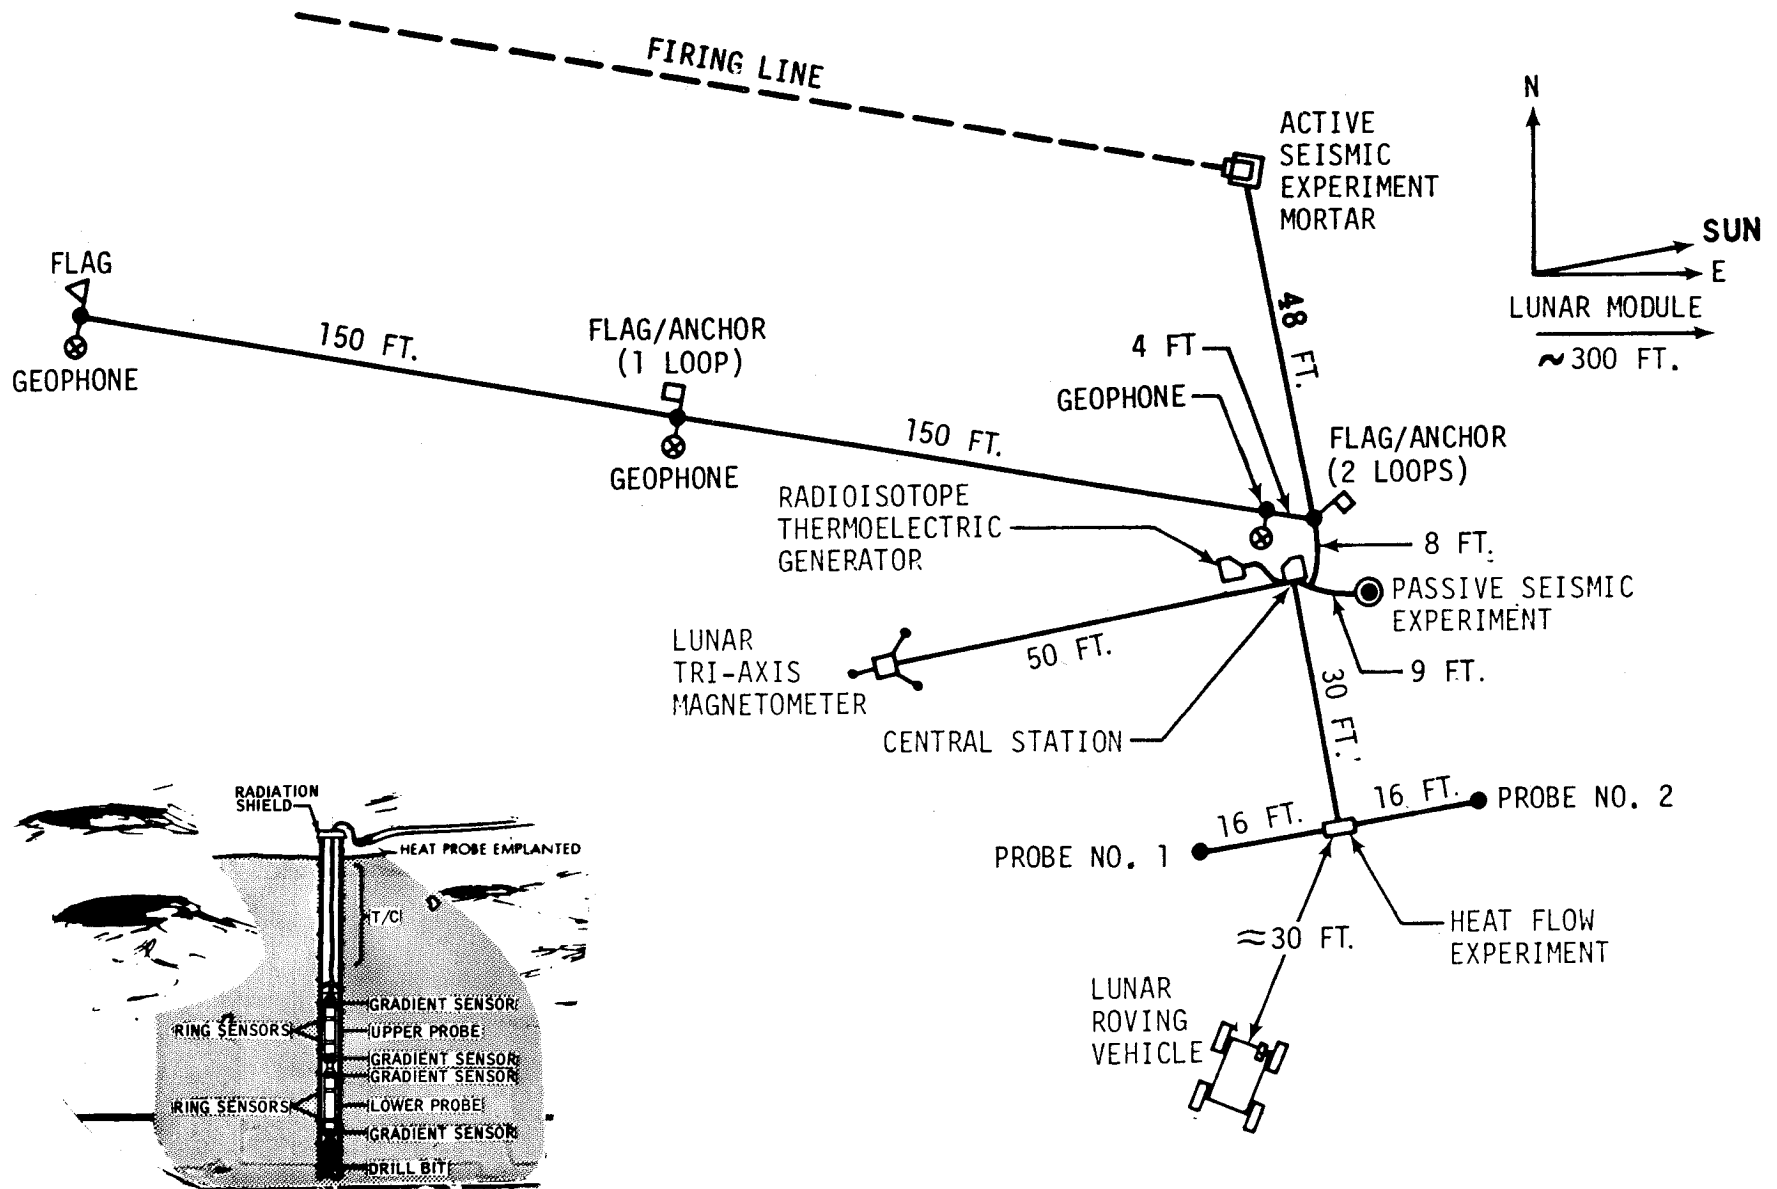 FIRING LINE
N
ACTIVE
SEISMIC
EXPERIMENT
MORTAR
SUN
E
LUNAR MODULE
~300 FT.
FLAG
GEOPHONE
150 FT.
FLAG/ANCHOR
(1 LOOP)
GEOPHONE
150 FT.
48 FT.
4 FT
GEOPHONE
FLAG/ANCHOR
(2 LOOPS)
RADIOISOTOPE
THERMOELECTRIC
GENERATOR
8 FT.
PASSIVE SEISMIC
EXPERIMENT
9 FT.
LUNAR
TRI-AXIS
MAGNETOMETER
50 FT.
CENTRAL STATION
30 FT.
16 FT.
16 FT.
PROBE NO. 2
PROBE NO. 1
≈30 FT.
HEAT FLOW
EXPERIMENT
LUNAR
ROVING
VEHICLE
RADIATION
SHIELD
HEAT PROBE EMPLANTED
T/C
GRADIENT SENSOR
RING SENSORS
UPPER PROBE
GRADIENT SENSOR
GRADIENT SENSOR
RING SENSORS
LOWER PROBE
GRADIENT SENSOR
DRILL BIT